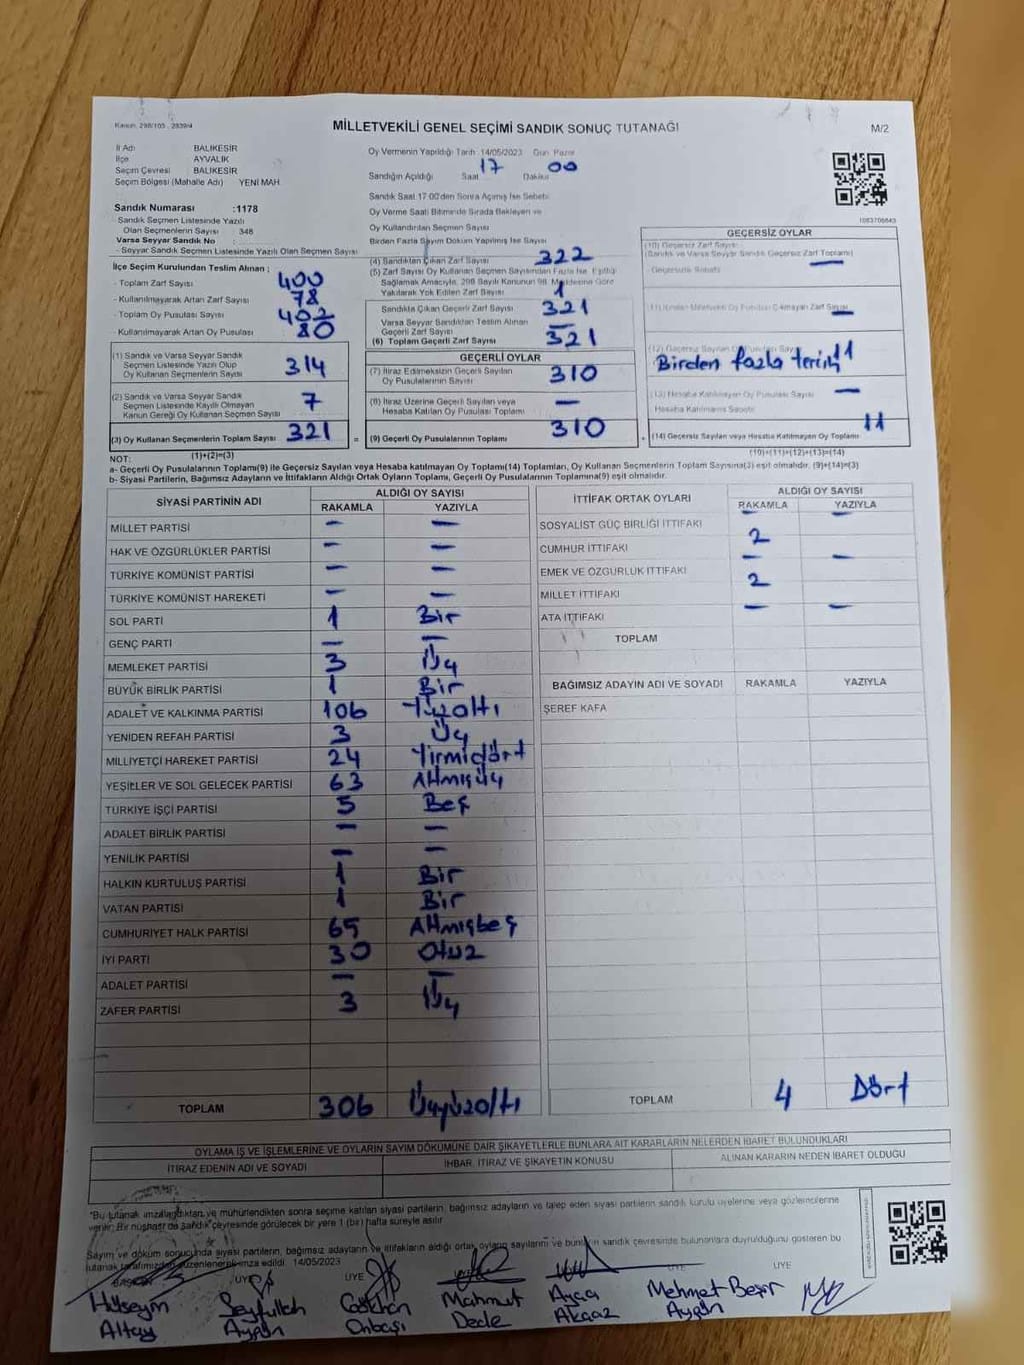 Kanun: 298/105 , 2839/4
MİLLETVEKİLİ GENEL SEÇİMİ SANDIK SONUÇ TUTANAĞI
M/2
İl Adı BALIKESİR
İlçe AYVALIK
Seçim Çevresi BALIKESİR
Seçim Bölgesi (Mahalle Adı) YENİ MAH
Sandık Numarası :1178
Sandık Seçmen Listesinde Yazılı
Olan Seçmenlerin Sayısı : 348
Varsa Seyyar Sandık No :
- Seyyar Sandık Seçmen Listesinde Yazılı Olan Seçmen Sayısı
İlçe Seçim Kurulundan Teslim Alınan ;
- Toplam Zarf Sayısı 400
- Kullanılmayarak Artan Zarf Sayısı 78
- Toplam Oy Pusulası Sayısı 402
- Kullanılmayarak Artan Oy Pusulası 80
(1) Sandık ve Varsa Seyyar Sandık
Seçmen Listesinde Yazılı Olup
Oy Kullanan Seçmenlerin Sayısı 314
(2) Sandık ve Varsa Seyyar Sandık
Seçmen Listesinde Kayıtlı Olmayan
Kanun Gereği Oy Kullanan Seçmen Sayısı 7
(3) Oy Kullanan Seçmenlerin Toplam Sayısı 321
(1)+(2)=(3)
Oy Vermenin Yapıldığı Tarih 14/05/2023 Gün Pazar
Sandığın Açıldığı Saat 17 Dakika 00
Sandık Saat 17:00'den Sonra Açılmış İse Sebebi
Oy Verme Saati Bitiminde Sırada Bekleyen ve
Oy Kullandırılan Seçmen Sayısı
Birden Fazla Sayım Döküm Yapılmış İse Sayısı
(4) Sandıktan Çıkan Zarf Sayısı 322
(5) Zarf Sayısı Oy Kullanan Seçmen Sayısından Fazla İse, Eşitliği
Sağlamak Amacıyla, 298 Sayılı Kanunun 98. Maddesine Göre
Yakılarak Yok Edilen Zarf Sayısı 1
Sandıkta Çıkan Geçerli Zarf Sayısı 321
Varsa Seyyar Sandıktan Teslim Alınan
Geçerli Zarf Sayısı —
(6) Toplam Geçerli Zarf Sayısı 321
GEÇERLİ OYLAR
(7) İtiraz Edilmeksizin Geçerli Sayılan
Oy Pusulalarının Sayısı 310
(8) İtiraz Üzerine Geçerli Sayılan veya
Hesaba Katılan Oy Pusulası Toplamı —
= (9) Geçerli Oy Pusulalarının Toplamı 310
1083706643
GEÇERSİZ OYLAR
(10) Geçersiz Zarf Sayısı
(Sandık ve Varsa Seyyar Sandık Geçersiz Zarf Toplamı) —
Geçersizlik Sebebi
(11) İçinden Milletvekili Oy Pusulası Çıkmayan Zarf Sayısı —
(12) Geçersiz Sayılan Oy Pusulası Sayısı 11
Birden fazla tercih
(13) Hesaba Katılmayan Oy Pusulası Sayısı —
Hesaba Katılmama Sebebi
+ (14) Geçersiz Sayılan veya Hesaba Katılmayan Oy Toplamı 11
(10)+(11)+(12)+(13)=(14)
NOT:
a- Geçerli Oy Pusulalarının Toplamı(9) ile Geçersiz Sayılan veya Hesaba katılmayan Oy Toplamı(14) Toplamları, Oy Kullanan Seçmenlerin Toplam Sayısına(3) eşit olmalıdır. (9)+(14)=(3)
b- Siyasi Partilerin, Bağımsız Adayların ve İttifakların Aldığı Ortak Oyların Toplamı, Geçerli Oy Pusulalarının Toplamına(9) eşit olmalıdır.
SİYASİ PARTİNİN ADI ALDIĞI OY SAYISI
RAKAMLA YAZIYLA
MİLLET PARTİSİ — —
HAK VE ÖZGÜRLÜKLER PARTİSİ — —
TÜRKİYE KOMÜNİST PARTİSİ — —
TÜRKİYE KOMÜNİST HAREKETİ — —
SOL PARTİ 1 Bir
GENÇ PARTİ — —
MEMLEKET PARTİSİ 3 Üç
BÜYÜK BİRLİK PARTİSİ 1 Bir
ADALET VE KALKINMA PARTİSİ 106 Yüzaltı
YENİDEN REFAH PARTİSİ 3 Üç
MİLLİYETÇİ HAREKET PARTİSİ 24 Yirmidört
YEŞİLLER VE SOL GELECEK PARTİSİ 63 Altmışüç
TÜRKİYE İŞÇİ PARTİSİ 5 Beş
ADALET BİRLİK PARTİSİ — —
YENİLİK PARTİSİ — —
HALKIN KURTULUŞ PARTİSİ 1 Bir
VATAN PARTİSİ 1 Bir
CUMHURİYET HALK PARTİSİ 65 Altmışbeş
İYİ PARTİ 30 Otuz
ADALET PARTİSİ — —
ZAFER PARTİSİ 3 Üç
TOPLAM 306 Üçyüzaltı
İTTİFAK ORTAK OYLARI ALDIĞI OY SAYISI
RAKAMLA YAZIYLA
SOSYALİST GÜÇ BİRLİĞİ İTTİFAKI — —
CUMHUR İTTİFAKI 2
EMEK VE ÖZGÜRLÜK İTTİFAKI — —
MİLLET İTTİFAKI 2
ATA İTTİFAKI — —
TOPLAM
BAĞIMSIZ ADAYIN ADI VE SOYADI RAKAMLA YAZIYLA
ŞEREF KAFA
TOPLAM 4 Dört
OYLAMA İŞ VE İŞLEMLERİNE VE OYLARIN SAYIM DÖKÜMÜNE DAİR ŞİKAYETLERLE BUNLARA AİT KARARLARIN NELERDEN İBARET BULUNDUKLARI
İTİRAZ EDENİN ADI VE SOYADI İHBAR, İTİRAZ VE ŞİKAYETİN KONUSU ALINAN KARARIN NEDEN İBARET OLDUĞU
"Bu tutanak imzalandıktan ve mühürlendikten sonra seçime katılan siyasi partilerin, bağımsız adayların ve talep eden siyasi partilerin sandık kurulu üyelerine veya gözlemcilerine
verilir. Bir nüshası da sandık çevresinde görülecek bir yere 1 (bir) hafta süreyle asılır.
Sayım ve döküm sonucunda siyasi partilerin, bağımsız adayların ve ittifakların aldığı ortak oyların sayılarını ve bunların sandık çevresinde bulunanlara duyrulduğunu gösteren bu
tutanak tarafımızdan düzenlenerek imza edildi. 14/05/2023
BAŞKAN ÜYE ÜYE ÜYE ÜYE
Hüseyin Seyfullah Gökhan Mahmut Ayça Mehmet Beşir
Altay Aygün Onbaşı Dede Akgöz Aygün